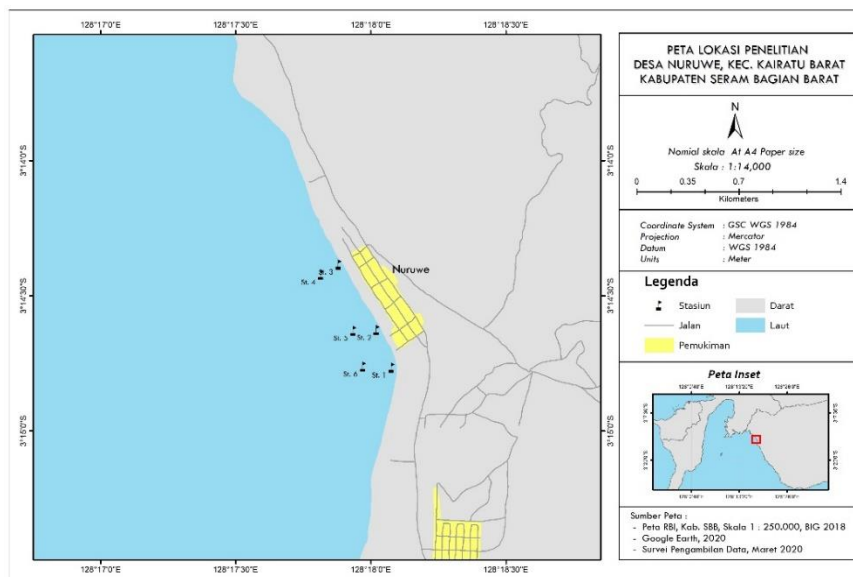 128°17'0"E 128°17'30"E 128°18'0"E 128°18'30"E
3°14'0"S
3°14'30"S
3°15'0"S
Nuruwe
St. 3
St. 4
St. 2
St. 6
St. 1
3°14'0"S
3°14'30"S
3°15'0"S
128°17'0"E 128°17'30"E 128°18'0"E 128°18'30"E
PETA LOKASI PENELITIAN
DESA NURUWE, KEC. KAIRATU BARAT
KABUPATEN SERAM BAGIAN BARAT
N
Nomial skala At A4 Paper size
Skala : 1:14,000
0 0.35 0.7 1.4
Kilometers
Coordinate System : GSC WGS 1984
Projection : Mercator
Datum : WGS 1984
Units : Meter
Legenda
Stasiun Darat
Jalan Laut
Pemukiman
Peta Inset
Sumber Peta :
- Peta RBI, Kab. SBB, Skala 1 : 250.000, BIG 2018
- Google Earth, 2020
- Survei Pengambilan Data, Maret 2020